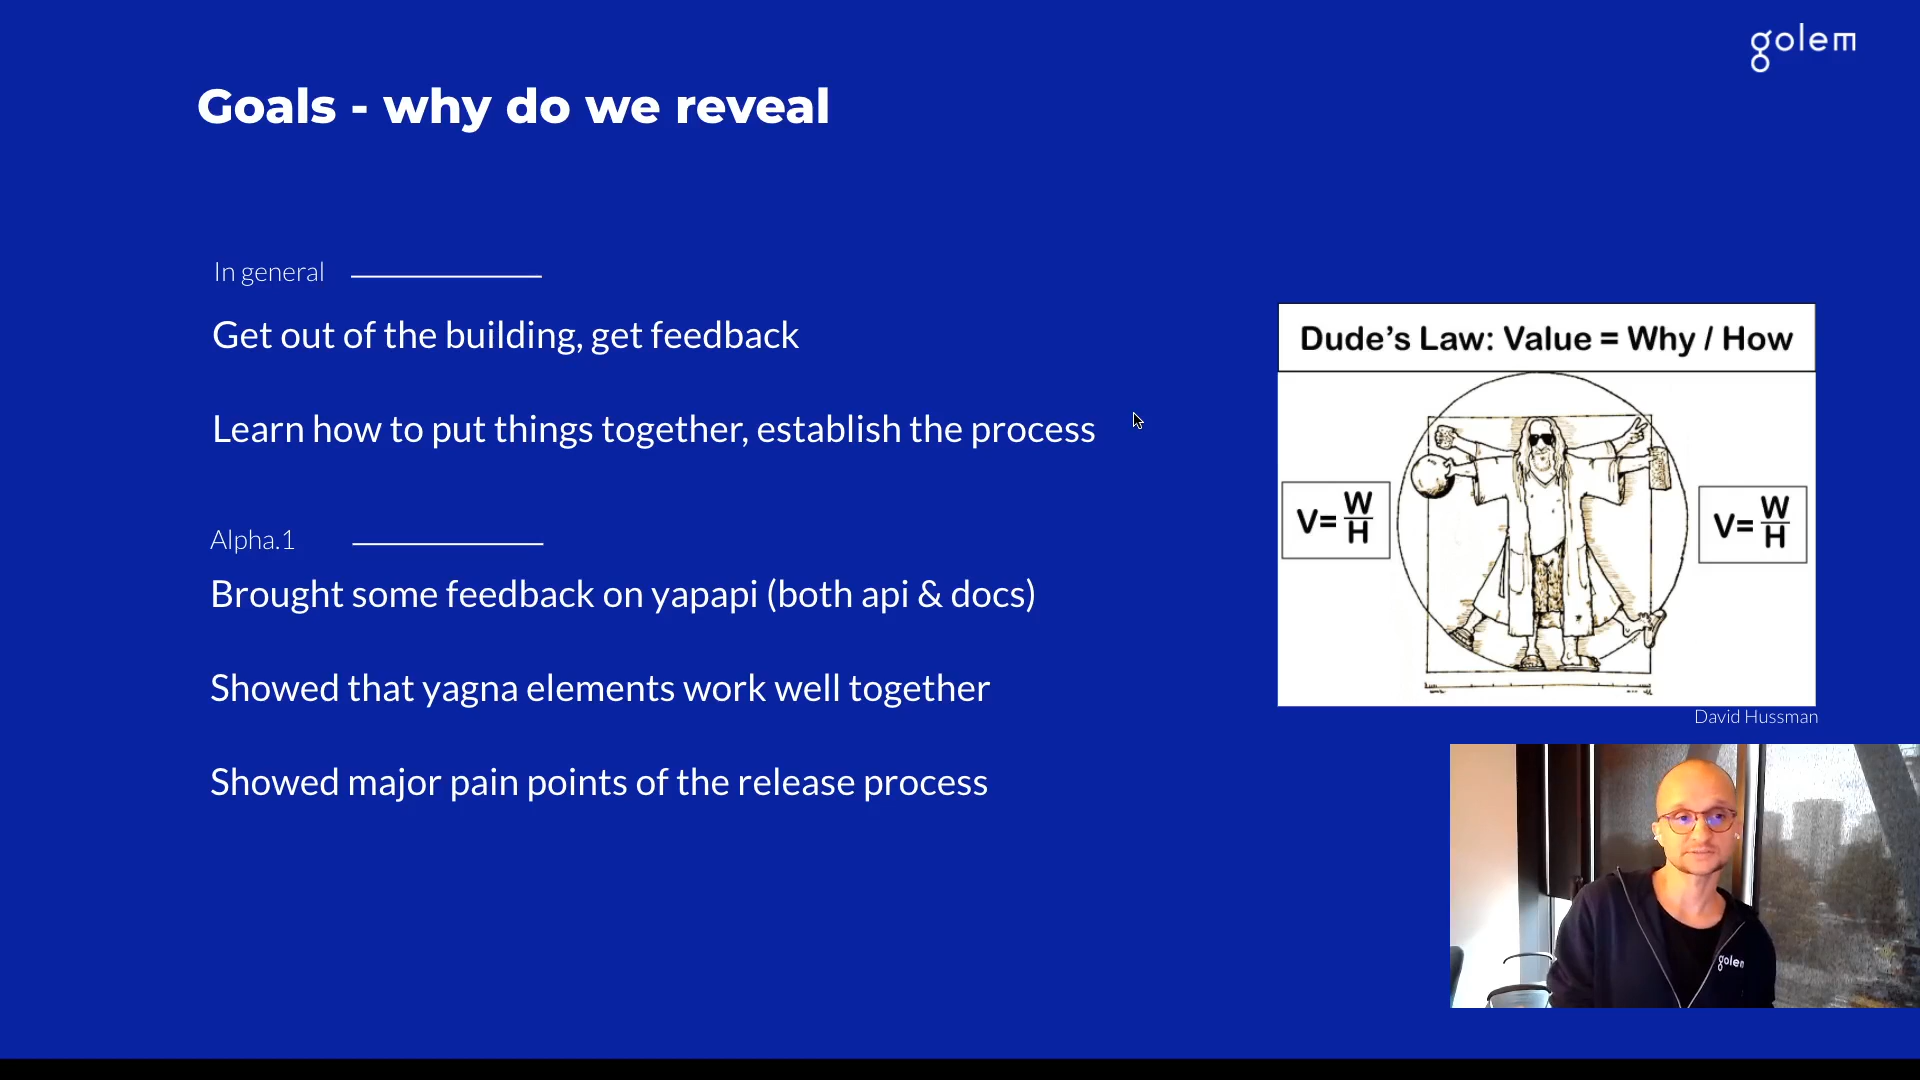 golem
Goals - why do we reveal
In general
Get out of the building, get feedback
Learn how to put things together, establish the process
Alpha.1
Brought some feedback on yapapi (both api & docs)
Showed that yagna elements work well together
Showed major pain points of the release process
Dude's Law: Value = Why / How
V= W
H
V= W
H
David Hussman
golem